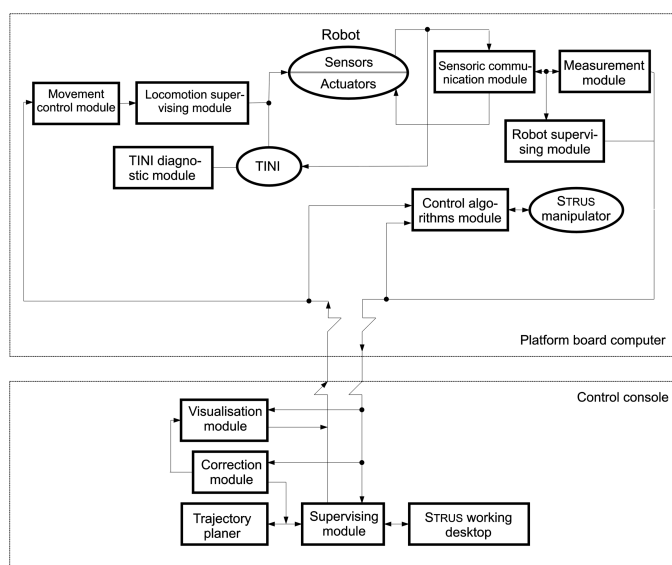 Robot
Sensors
Actuators
Movement
control module
Locomotion super-
vising module
Sensoric commu-
nication module
Measurement
module
Robot supervi-
sing module
TINI diagno-
stic module
TINI
Control algo-
rithms module
STRUS
manipulator
Platform board computer
Control console
Visualisation
module
Correction
module
Trajectory
planer
Supervising
module
STRUS working
desktop